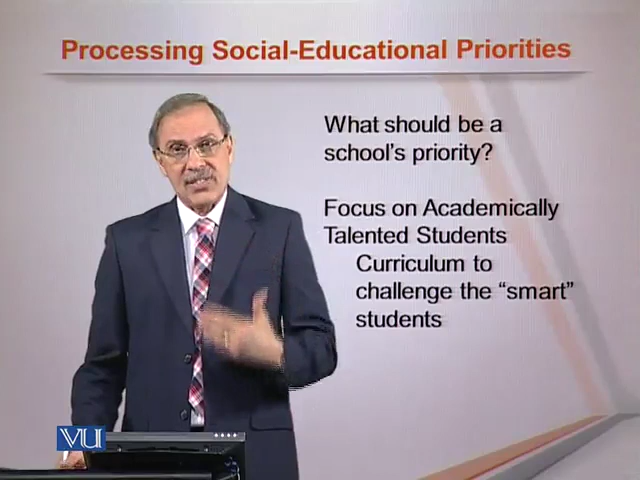 Processing Social-Educational Priorities
What should be a
school's priority?
Focus on Academically
Talented Students
Curriculum to
challenge the “smart”
students
VU